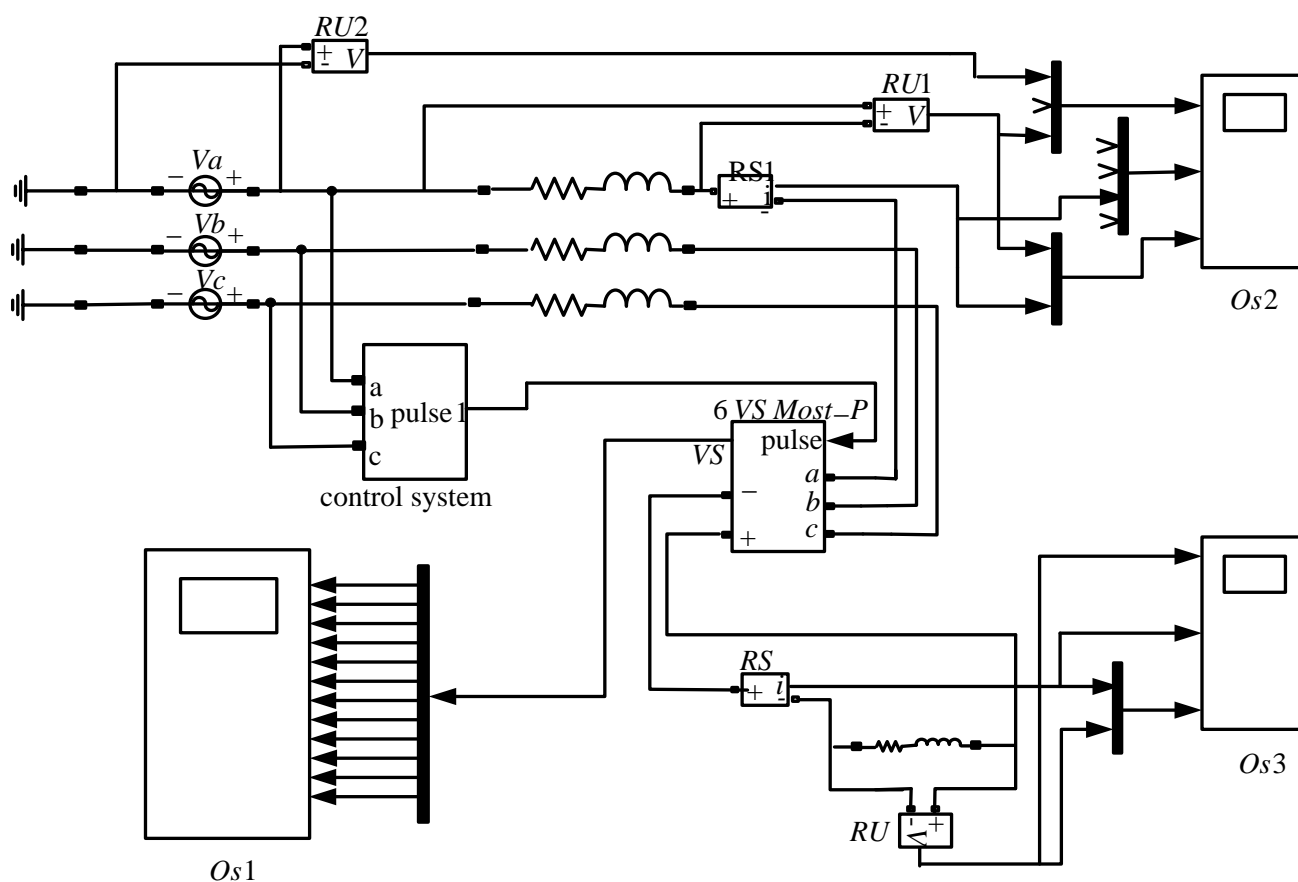 RU2
± - V
RU1
± - V
Va
− +
RS1
+ i -
Vb
− +
Vc
− +
Os2
a
b pulse 1
c
control system
6 VS Most–P
VS pulse
a
− b
+ c
RS
+ i -
Os3
RU
- + V
Os1